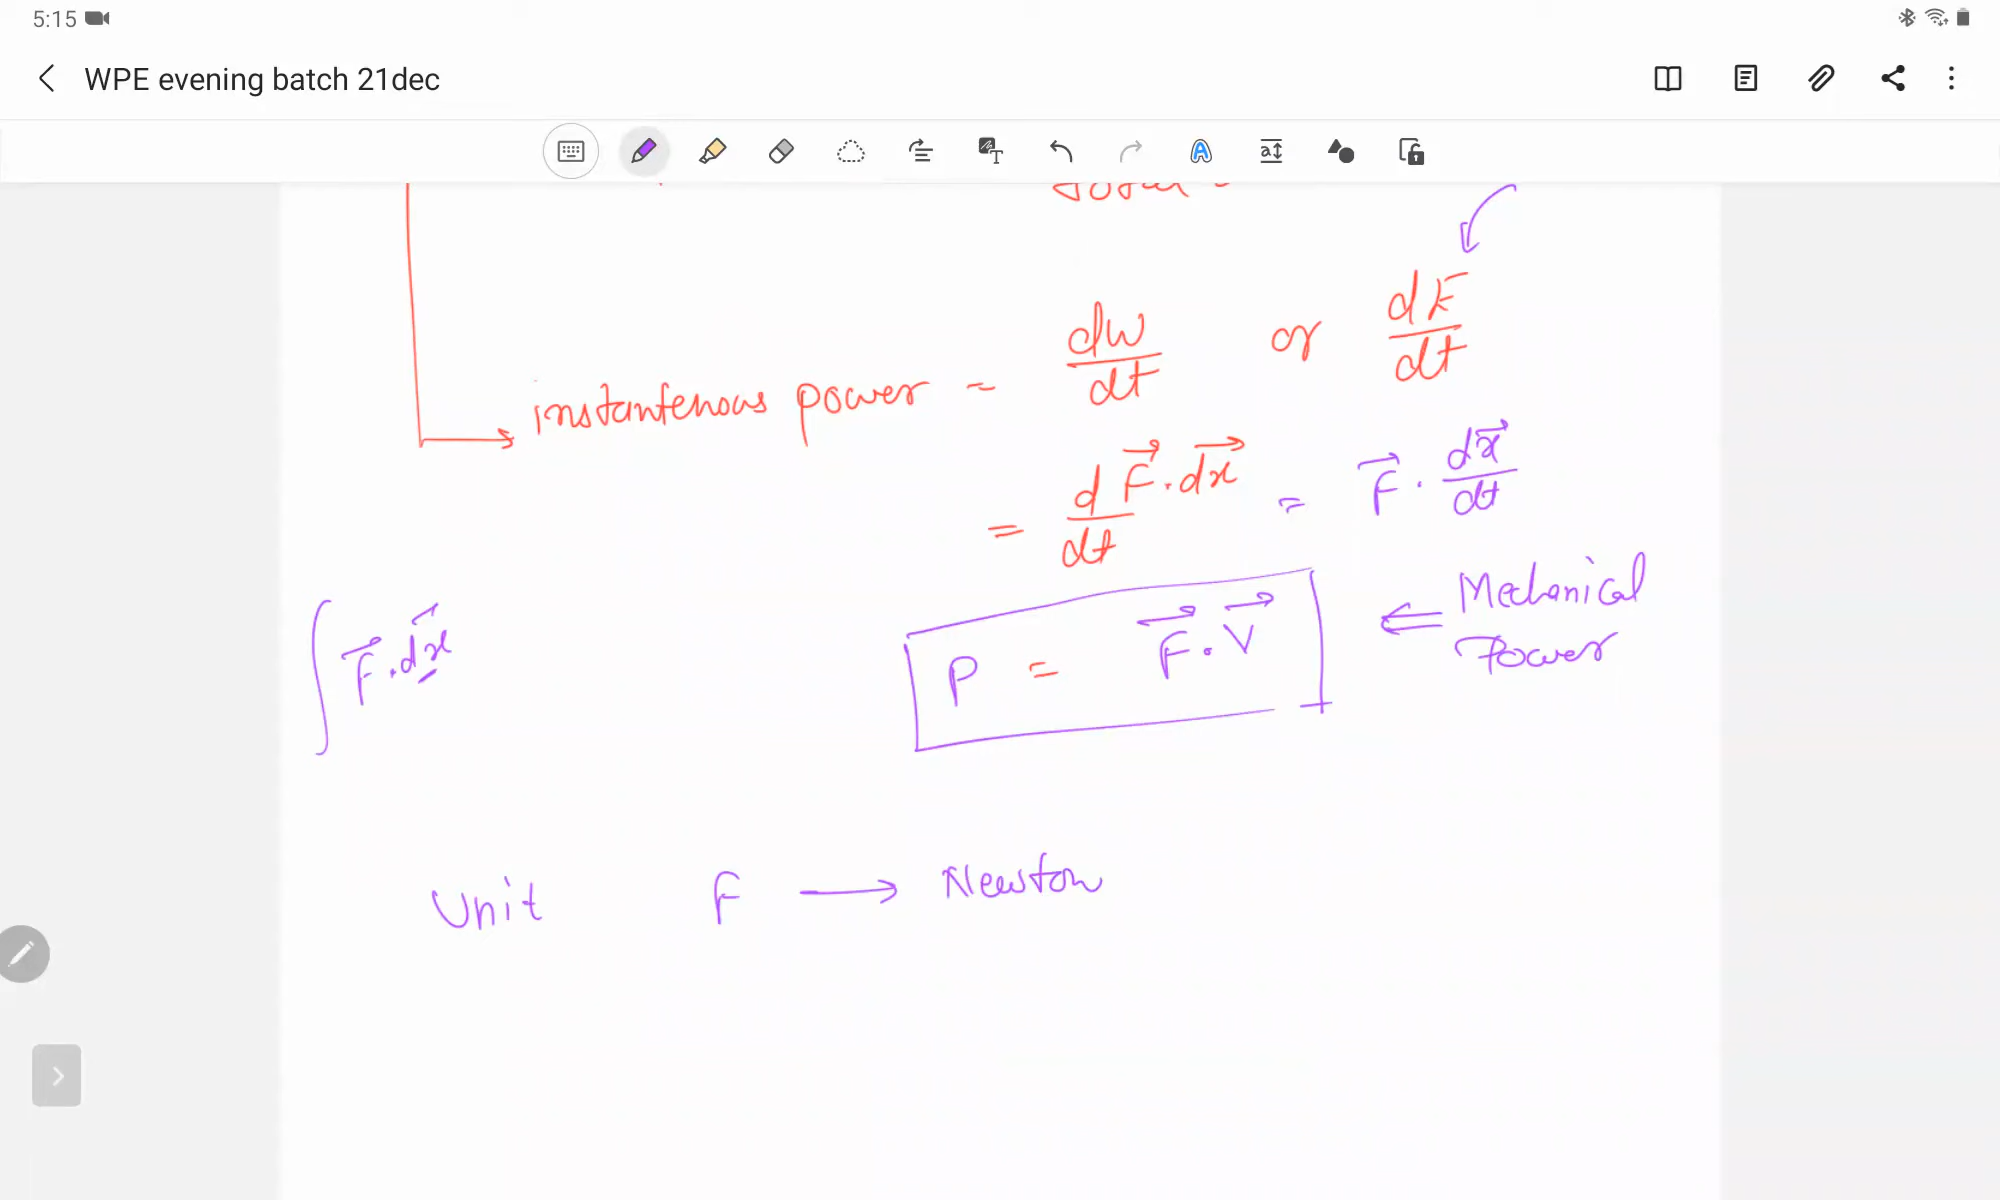 5:15
WPE evening batch 21dec
instantenous power = dw/dt or dE/dt
= d/dt F⃗.dx⃗ = F⃗ . dx⃗/dt
∫ F⃗.dx⃗
P = F⃗.V⃗ ⇐ Mechanical Power
Unit F → Newton